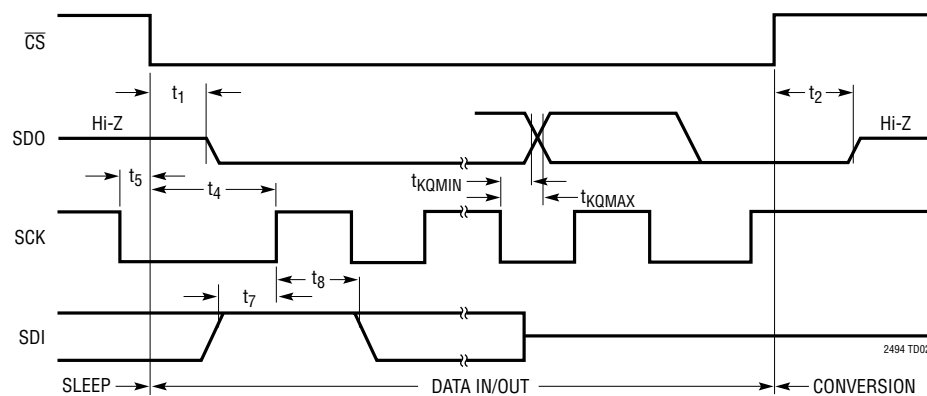 CS
t1
t2
Hi-Z
Hi-Z
SDO
t5
t4
tKQMIN
tKQMAX
SCK
t7
t8
SDI
2494 TD02
SLEEP
DATA IN/OUT
CONVERSION